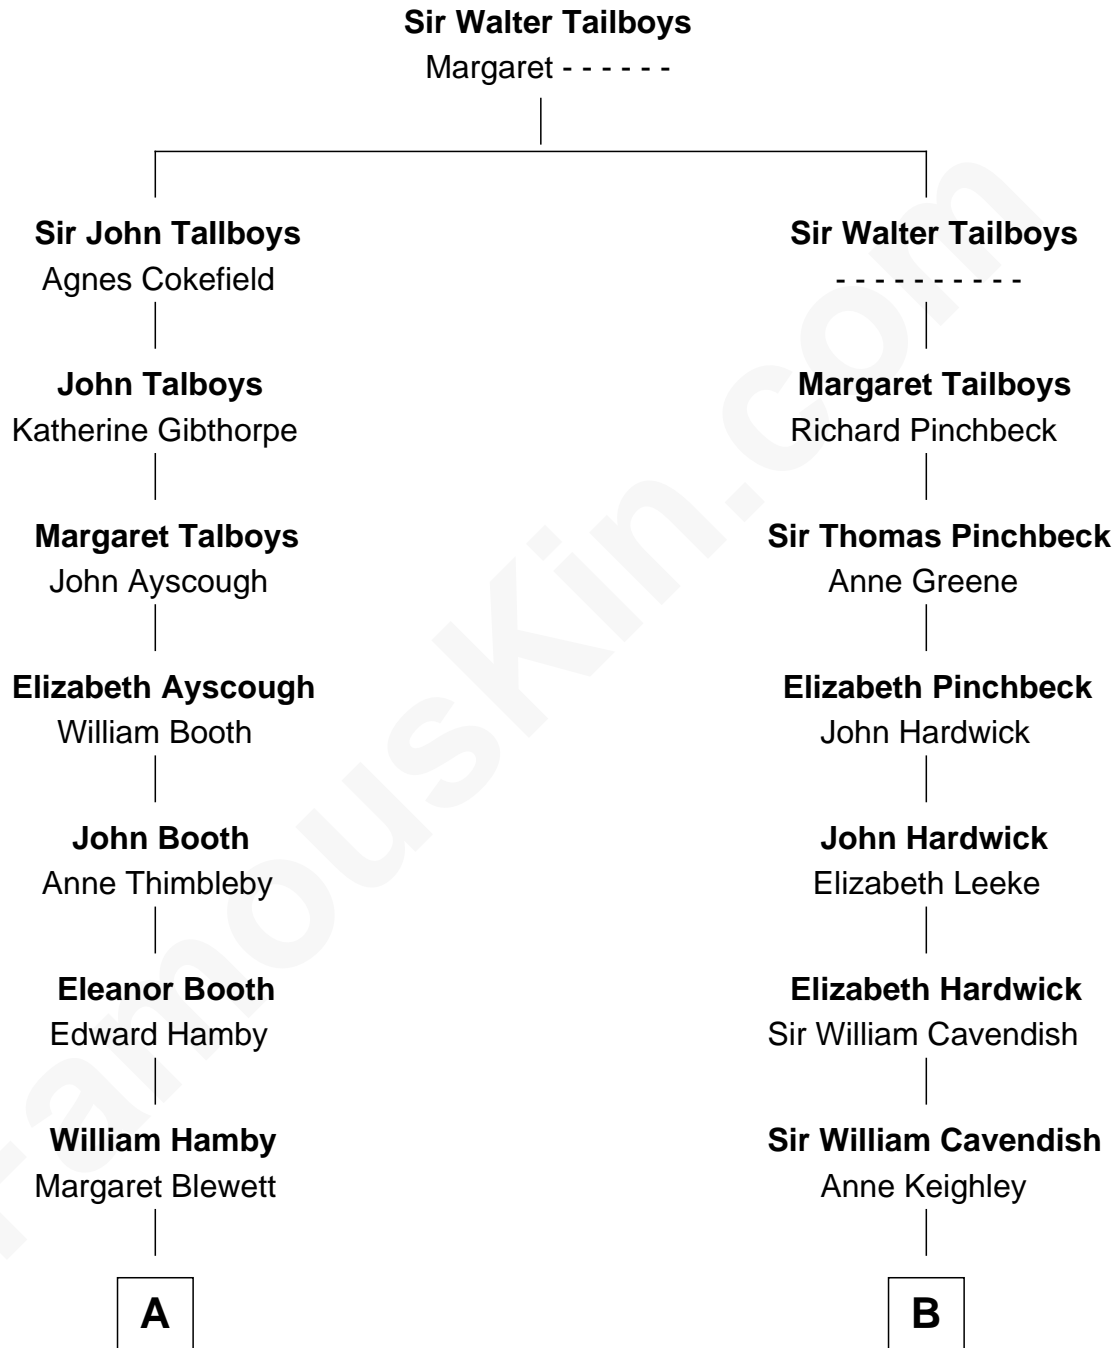 Sir Walter Tailboys
Margaret - - - - - -
Sir John Tallboys
Agnes Cokefield
John Talboys
Katherine Gibthorpe
Margaret Talboys
John Ayscough
Elizabeth Ayscough
William Booth
John Booth
Anne Thimbleby
Eleanor Booth
Edward Hamby
William Hamby
Margaret Blewett
A
Sir Walter Tailboys
- - - - - - - - - -
Margaret Tailboys
Richard Pinchbeck
Sir Thomas Pinchbeck
Anne Greene
Elizabeth Pinchbeck
John Hardwick
John Hardwick
Elizabeth Leeke
Elizabeth Hardwick
Sir William Cavendish
Sir William Cavendish
Anne Keighley
B
FamousKin.com